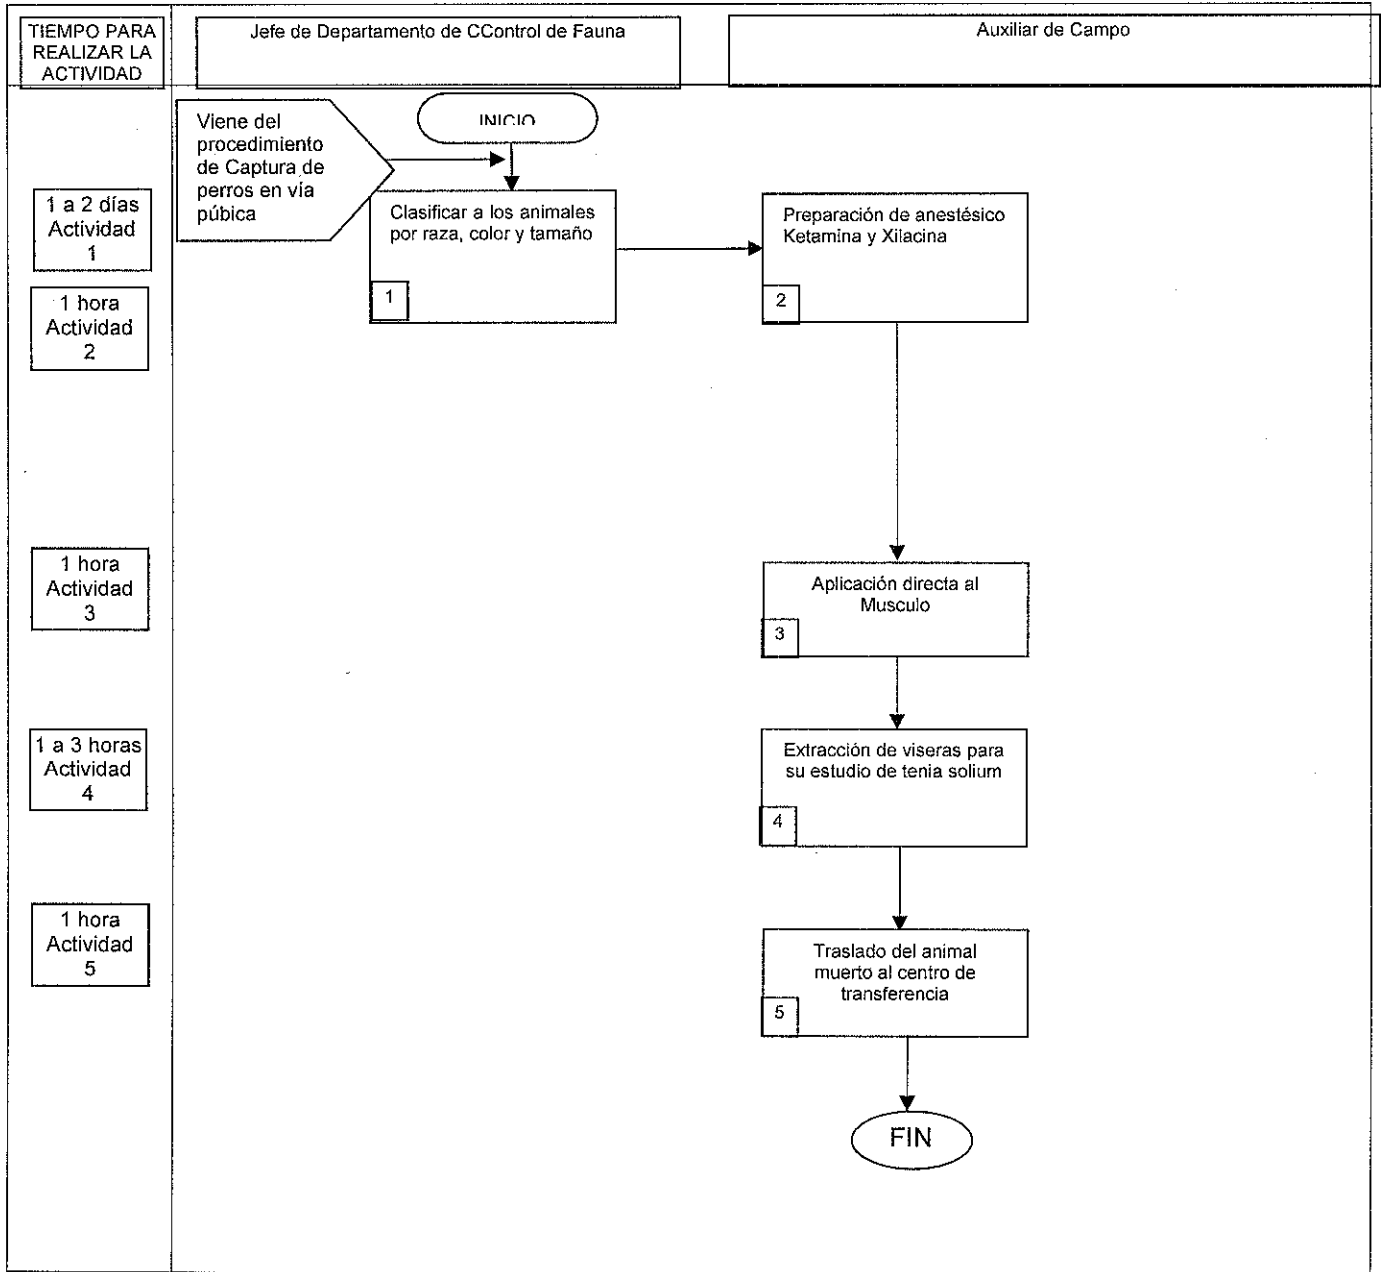 TIEMPO PARA
REALIZAR LA
ACTIVIDAD
Jefe de Departamento de CControl de Fauna
Auxiliar de Campo
INICIO
Viene del
procedimiento
de Captura de
perros en vía
púbica
1 a 2 días
Actividad
1
Clasificar a los animales
por raza, color y tamaño
1
Preparación de anestésico
Ketamina y Xilacina
2
1 hora
Actividad
2
1 hora
Actividad
3
Aplicación directa al
Musculo
3
1 a 3 horas
Actividad
4
Extracción de viseras para
su estudio de tenia solium
4
1 hora
Actividad
5
Traslado del animal
muerto al centro de
transferencia
5
FIN